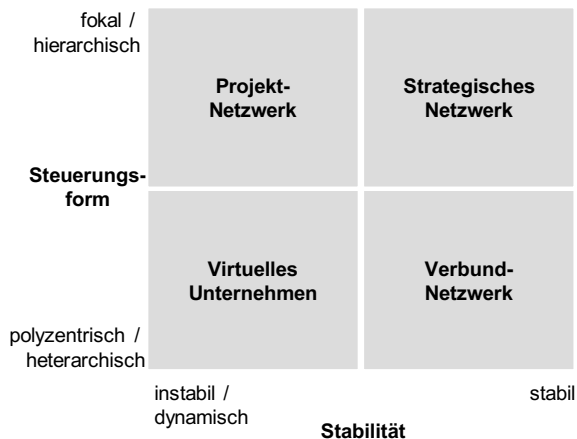 fokal /
hierarchisch
Projekt-
Netzwerk
Strategisches
Netzwerk
Steuerungs-
form
Virtuelles
Unternehmen
Verbund-
Netzwerk
polyzentrisch /
heterarchisch
instabil /
dynamisch
stabil
Stabilität